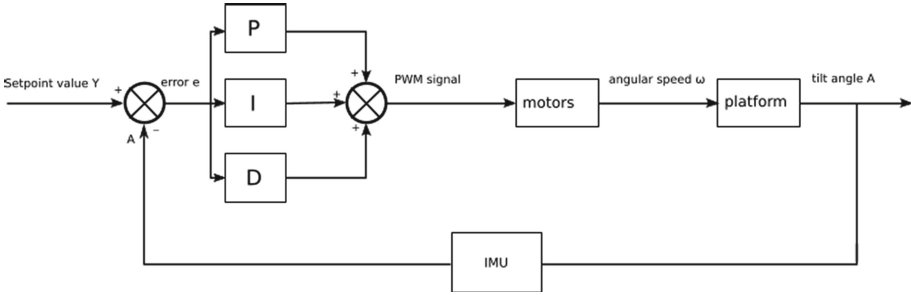 P
Setpoint value Y
+
error e
I
+
+
PWM signal
motors
angular speed ω
platform
tilt angle A
A
−
+
D
IMU